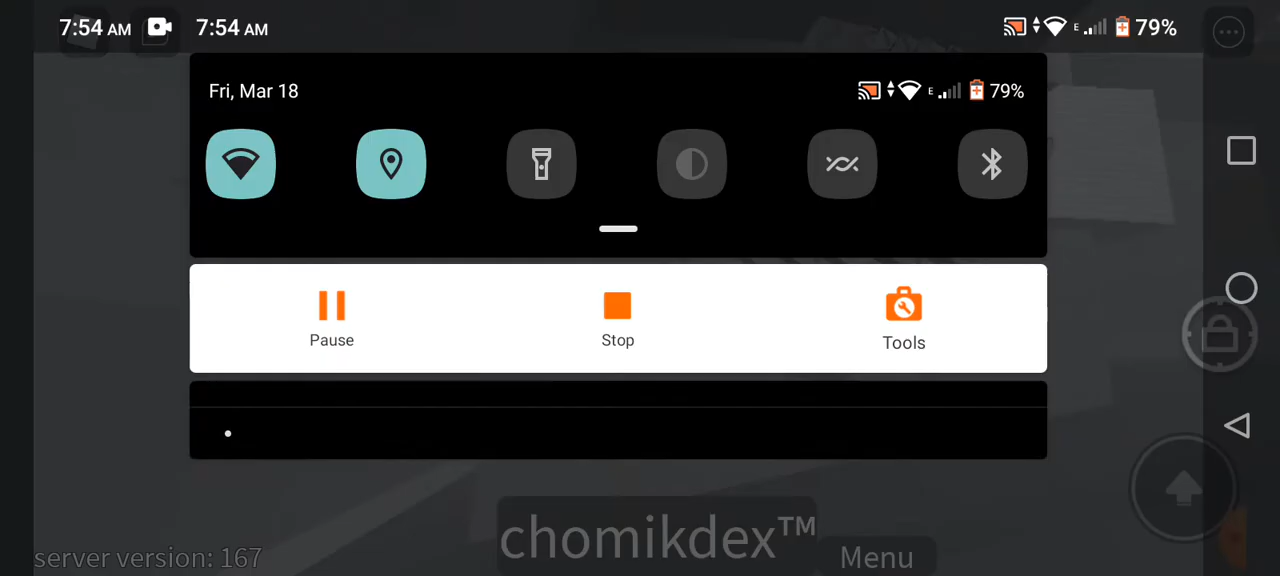 7:54 AM 7:54 AM E 79%
Fri, Mar 18 E 79%
Pause Stop Tools
chomikdex™
server version: 167 Menu